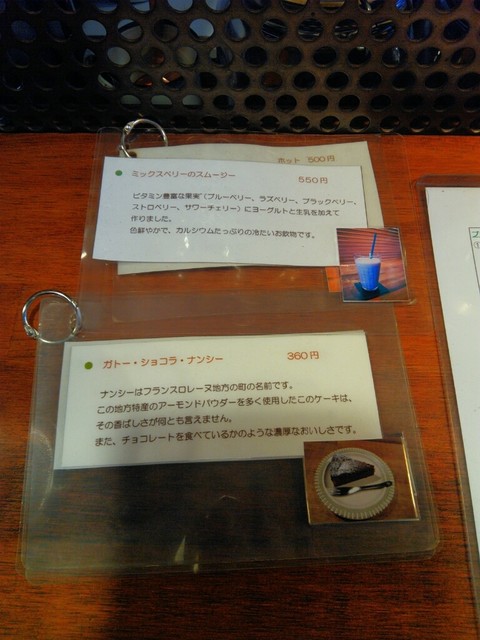 ホット 500円
● ミックスベリーのスムージー 550円
ビタミン豊富な果実（ブルーベリー、ラズベリー、ブラックベリー、
ストロベリー、サワーチェリー）にヨーグルトと生乳を加えて
作りました。
色鮮やかで、カルシウムたっぷりの冷たいお飲物です。
● ガトー・ショコラ・ナンシー 360円
ナンシーはフランスロレーヌ地方の町の名前です。
この地方特産のアーモンドパウダーを多く使用したこのケーキは、
その香ばしさが何とも言えません。
また、チョコレートを食べているかのような濃厚なおいしさです。